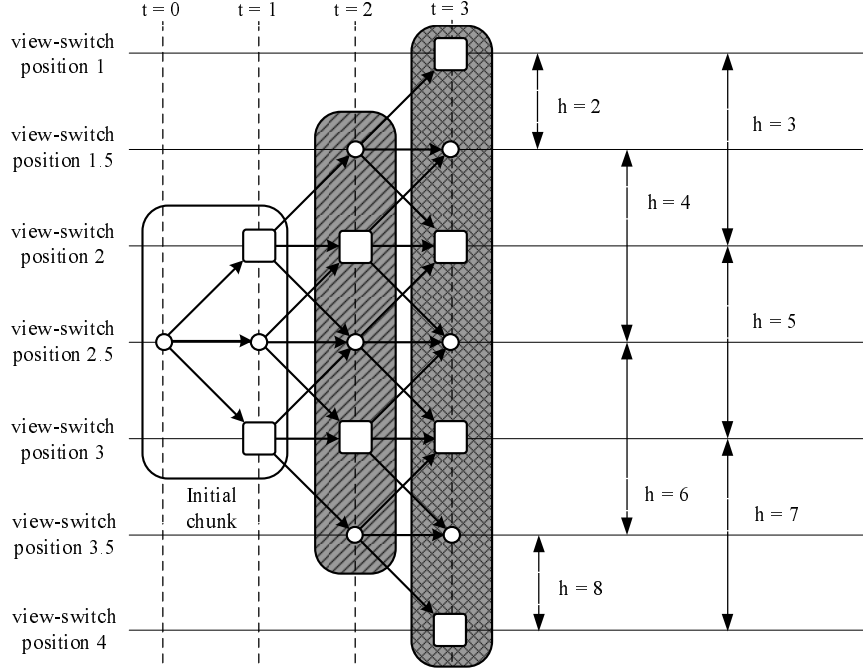 t = 0
t = 1
t = 2
t = 3
view-switch
position 1
h = 2
h = 3
view-switch
position 1.5
h = 4
view-switch
position 2
h = 5
view-switch
position 2.5
view-switch
position 3
Initial
chunk
h = 6
h = 7
view-switch
position 3.5
h = 8
view-switch
position 4